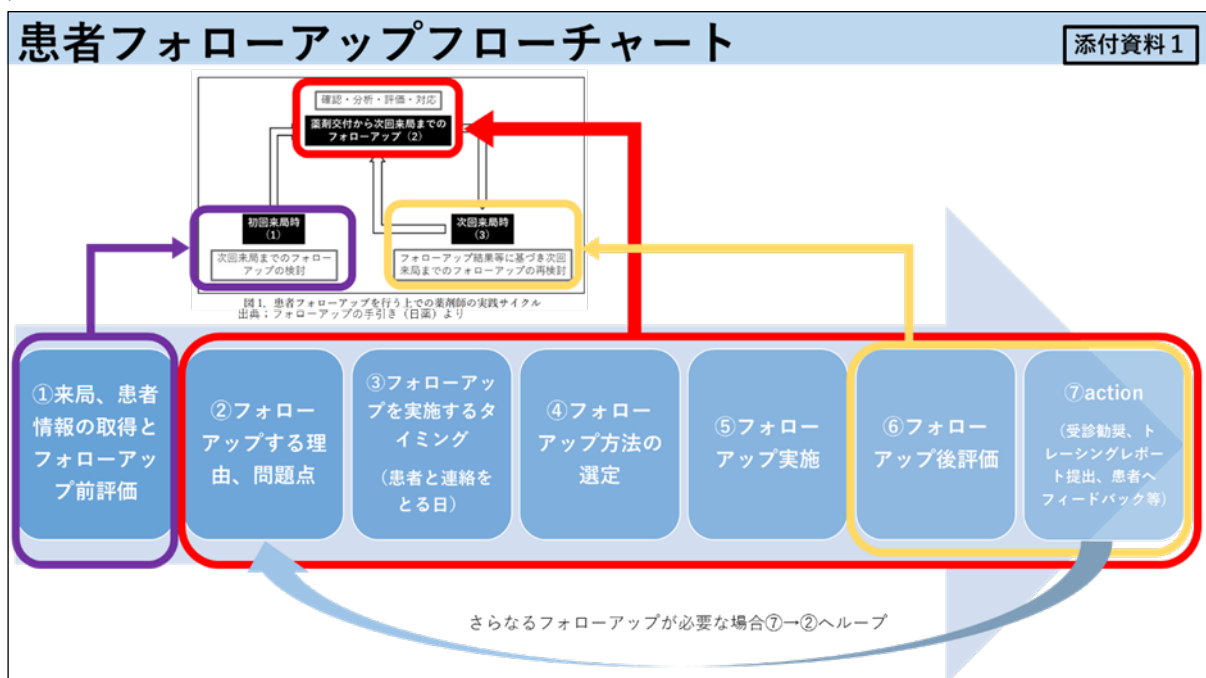 患者フォローアップフローチャート
添付資料１
確認・分析・評価・対応
薬剤交付から次回来局までの
フォローアップ（2）
初回来局時
（1）
次回来局までのフォロー
アップの検討
次回来局時
（3）
フォローアップ結果等に基づき次回
来局までのフォローアップの再検討
図1．患者フォローアップを行う上での薬剤師の実践サイクル
出典；フォローアップの手引き（日薬）より
①来局、患者
情報の取得と
フォローアッ
プ前評価
②フォロー
アップする理
由、問題点
③フォローアッ
プを実施するタ
イミング
（患者と連絡を
とる日）
④フォロー
アップ方法の
選定
⑤フォロー
アップ実施
⑥フォロー
アップ後評価
⑦action
（受診勧奨、ト
レーシングレポー
ト提出、患者へ
フィードバック等）
さらなるフォローアップが必要な場合⑦→②へループ